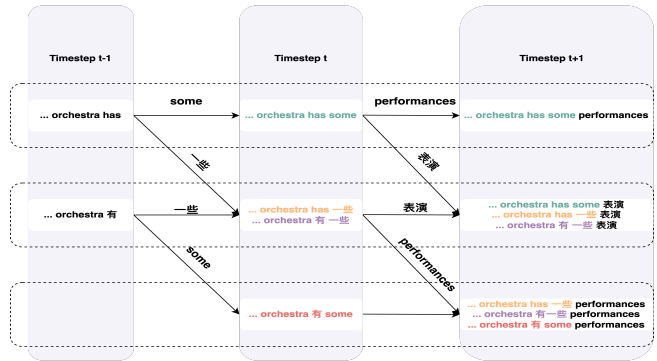 Timestep t-1
Timestep t
Timestep t+1
some
performances
... orchestra has
... orchestra has some
... orchestra has some performances
一些
表演
... orchestra 有
一些
... orchestra has 一些
... orchestra 有 一些
表演
... orchestra has some 表演
... orchestra has 一些 表演
... orchestra 有 一些 表演
some
performances
... orchestra 有 some
... orchestra has 一些 performances
... orchestra 有一些 performances
... orchestra 有 some performances